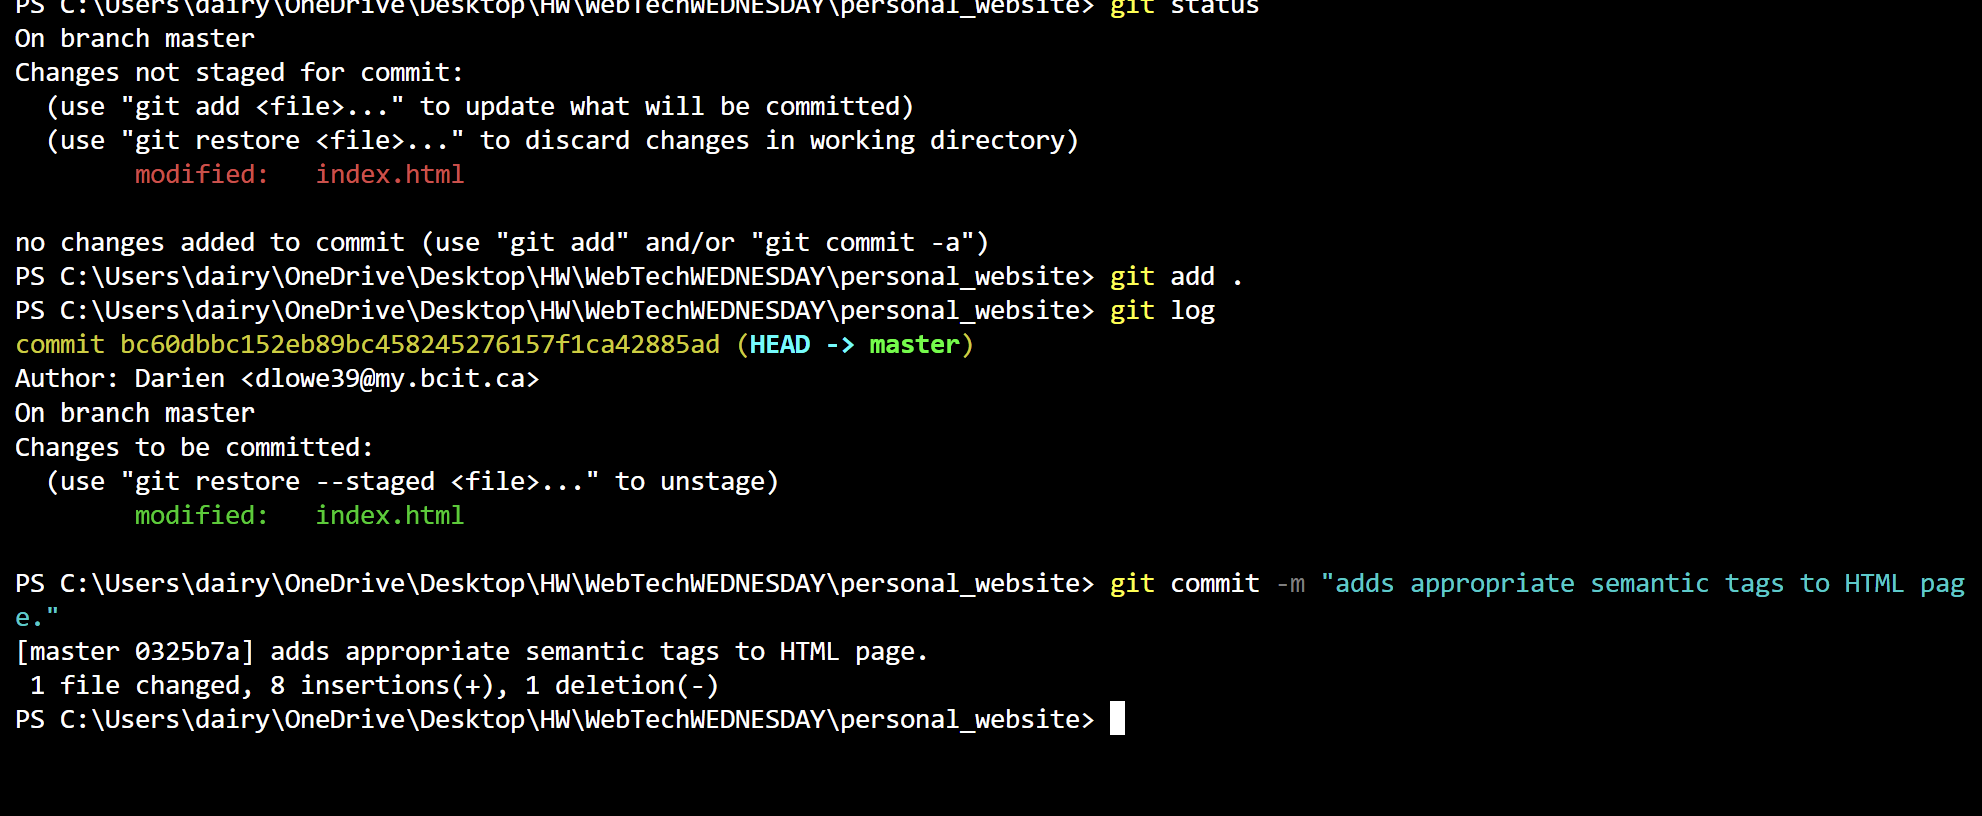 PS C:\Users\dairy\OneDrive\Desktop\HW\WebTechWEDNESDAY\personal_website> git status
On branch master
Changes not staged for commit:
  (use "git add <file>..." to update what will be committed)
  (use "git restore <file>..." to discard changes in working directory)
        modified:   index.html

no changes added to commit (use "git add" and/or "git commit -a")
PS C:\Users\dairy\OneDrive\Desktop\HW\WebTechWEDNESDAY\personal_website> git add .
PS C:\Users\dairy\OneDrive\Desktop\HW\WebTechWEDNESDAY\personal_website> git log
commit bc60dbbc152eb89bc458245276157f1ca42885ad (HEAD -> master)
Author: Darien <dlowe39@my.bcit.ca>
On branch master
Changes to be committed:
  (use "git restore --staged <file>..." to unstage)
        modified:   index.html

PS C:\Users\dairy\OneDrive\Desktop\HW\WebTechWEDNESDAY\personal_website> git commit -m "adds appropriate semantic tags to HTML pag
e."
[master 0325b7a] adds appropriate semantic tags to HTML page.
 1 file changed, 8 insertions(+), 1 deletion(-)
PS C:\Users\dairy\OneDrive\Desktop\HW\WebTechWEDNESDAY\personal_website>